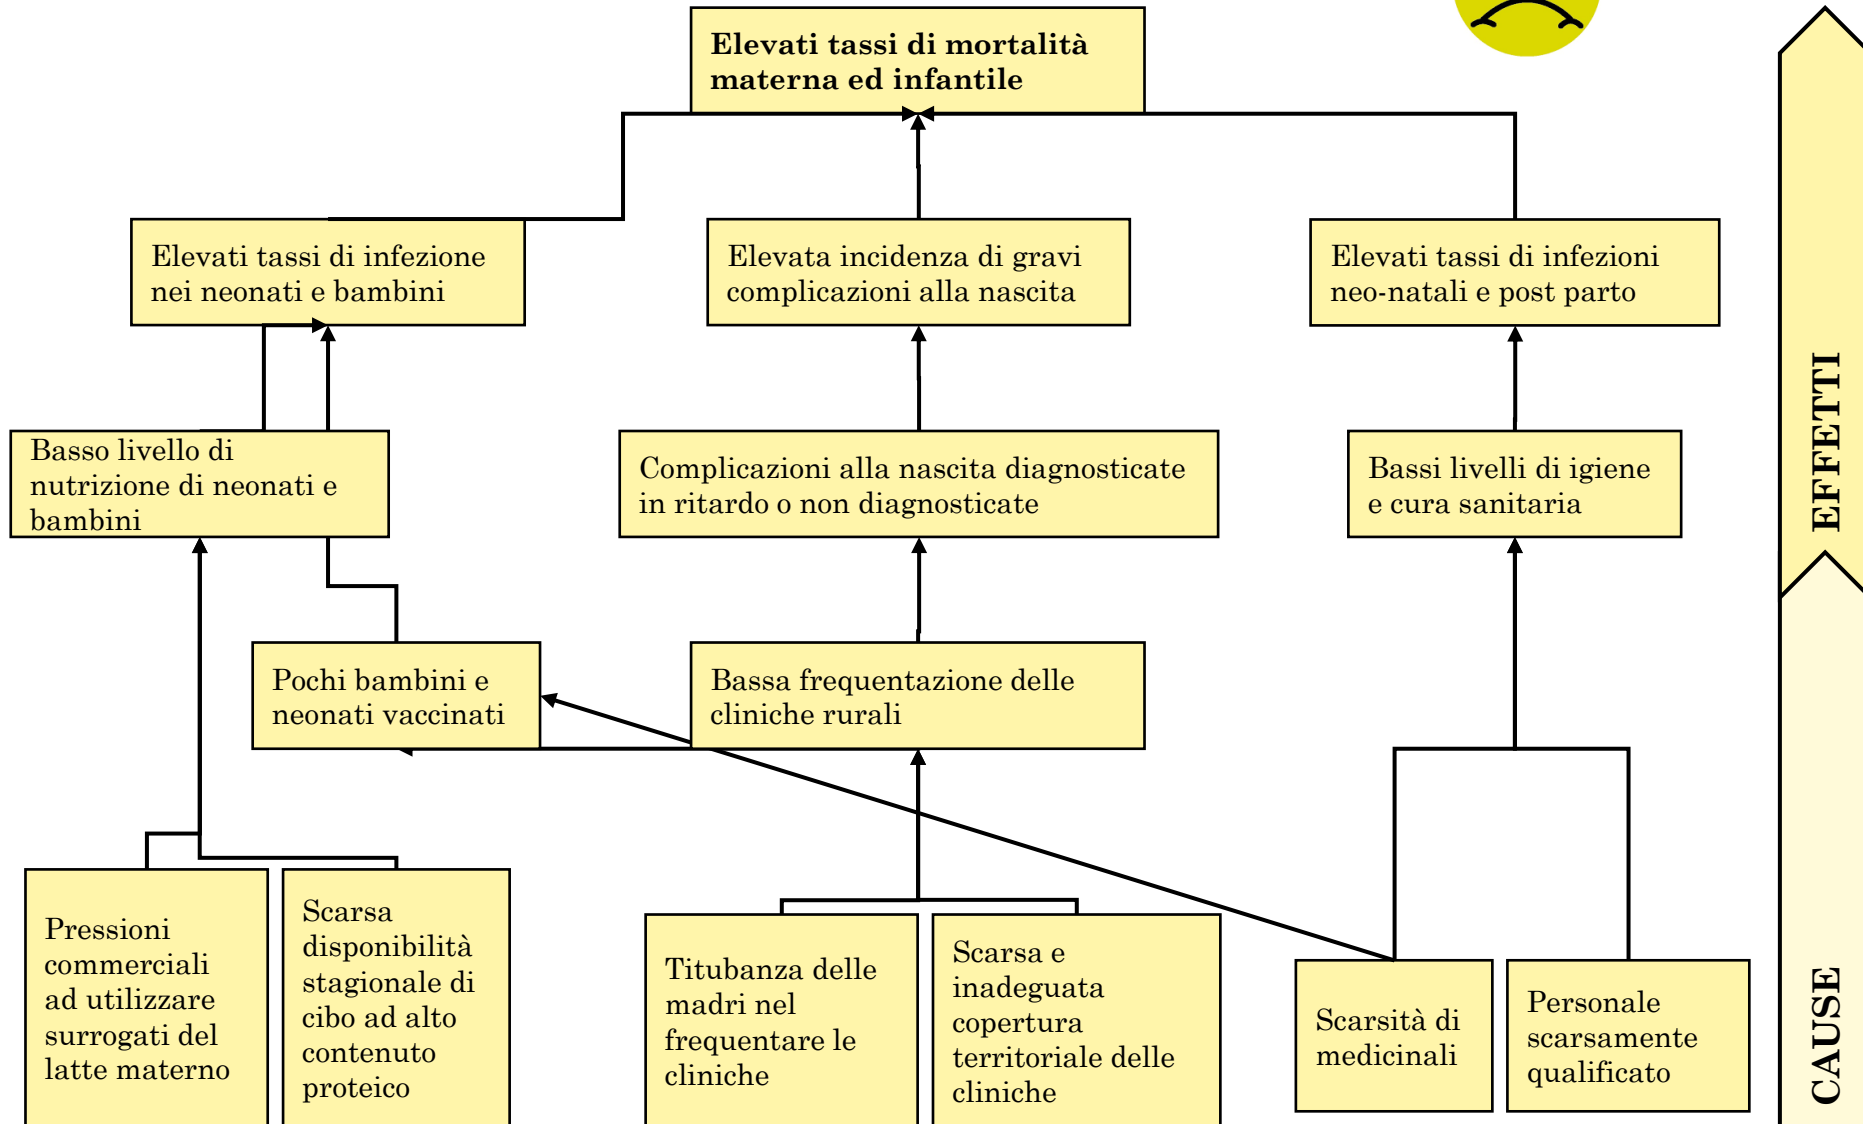 Elevati tassi di mortalità
materna ed infantile
Elevati tassi di infezione
nei neonati e bambini
Elevata incidenza di gravi
complicazioni alla nascita
Elevati tassi di infezioni
neo-natali e post parto
EFFETTI
Basso livello di
nutrizione di neonati e
bambini
Complicazioni alla nascita diagnosticate
in ritardo o non diagnosticate
Bassi livelli di igiene
e cura sanitaria
Pochi bambini e
neonati vaccinati
Bassa frequentazione delle
cliniche rurali
Pressioni
commerciali
ad utilizzare
surrogati del
latte materno
Scarsa
disponibilità
stagionale di
cibo ad alto
contenuto
proteico
Titubanza delle
madri nel
frequentare le
cliniche
Scarsa e
inadeguata
copertura
territoriale delle
cliniche
Scarsità di
medicinali
Personale
scarsamente
qualificato
CAUSE